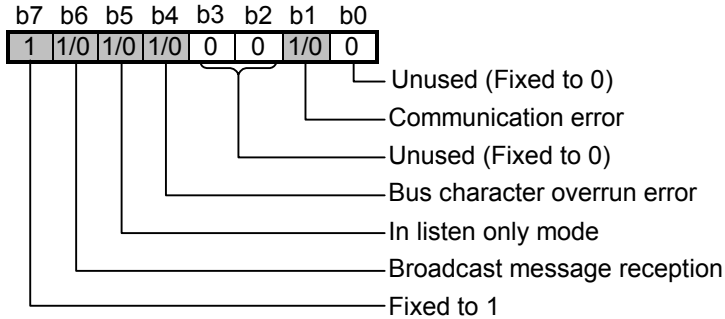 b7 b6 b5 b4 b3 b2 b1 b0
1 1/0 1/0 1/0 0 0 1/0 0
Unused (Fixed to 0)
Communication error
Unused (Fixed to 0)
Bus character overrun error
In listen only mode
Broadcast message reception
Fixed to 1